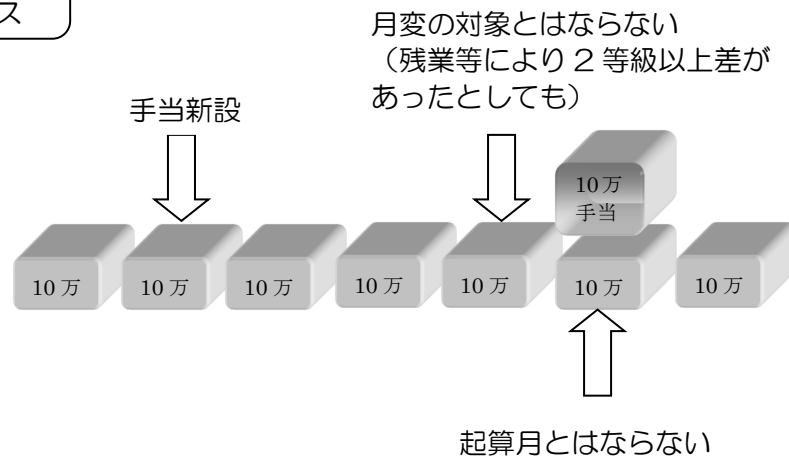 ス
月変の対象とはならない
（残業等により２等級以上差が
あったとしても）
手当新設
10万
手当
10万
10万
10万
10万
10万
10万
10万
起算月とはならない